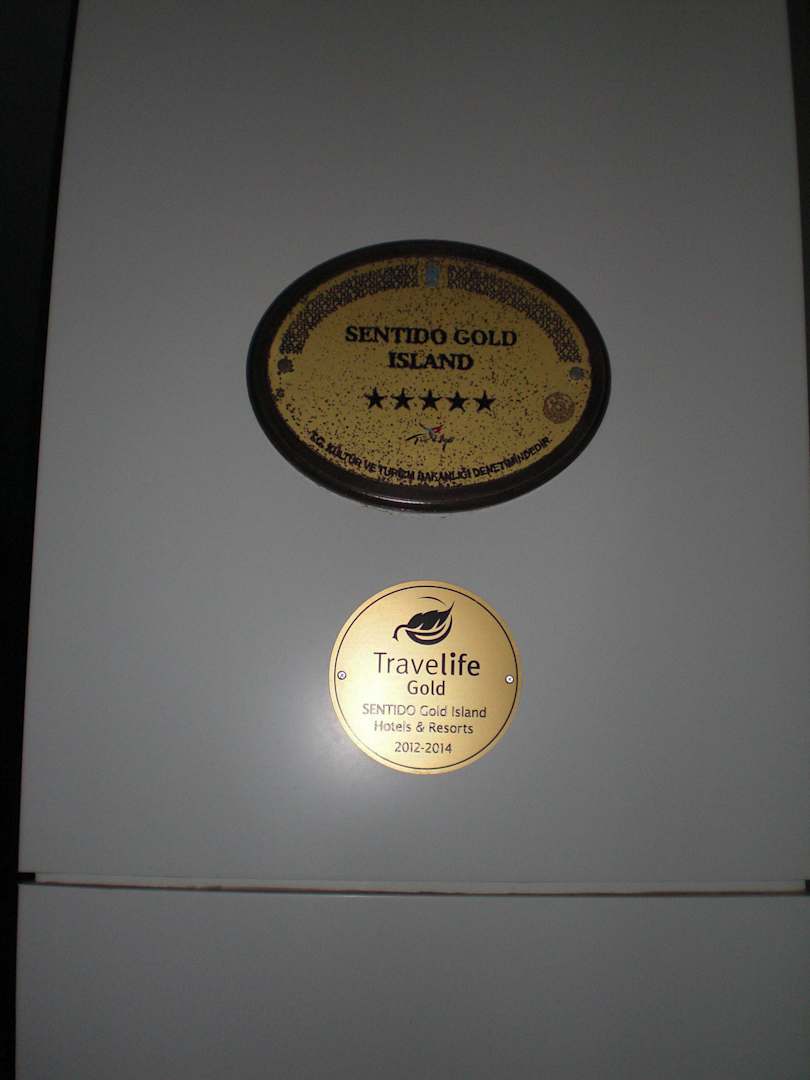 SENTIDO GOLD
ISLAND
Türkiye
T.C. KÜLTÜR VE TURİZM BAKANLIĞI DENETİMİNDEDİR
Travelife
Gold
SENTIDO Gold Island
Hotels & Resorts
2012-2014